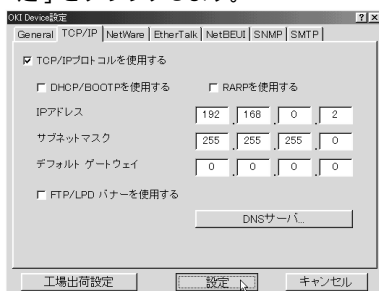 定」をクリックします。
OKI Device設定
General TCP/IP NetWare EtherTalk NetBEUI SNMP SMTP
TCP/IPプロトコルを使用する
DHCP/BOOTPを使用する RARPを使用する
IPアドレス 192 . 168 . 0 . 2
サブネットマスク 255 . 255 . 255 . 0
デフォルト ゲートウェイ 0 . 0 . 0 . 0
FTP/LPD バナーを使用する
DNSサーバ...
工場出荷設定 設定 キャンセル